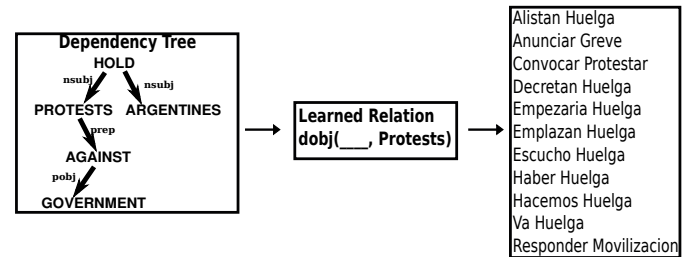 Dependency Tree
HOLD
nsubj
nsubj
PROTESTS
ARGENTINES
prep
AGAINST
pobj
GOVERNMENT
Learned Relation
dobj(___, Protests)
Alistan Huelga
Anunciar Greve
Convocar Protestar
Decretan Huelga
Empezaria Huelga
Emplazan Huelga
Escucho Huelga
Haber Huelga
Hacemos Huelga
Va Huelga
Responder Movilizacion